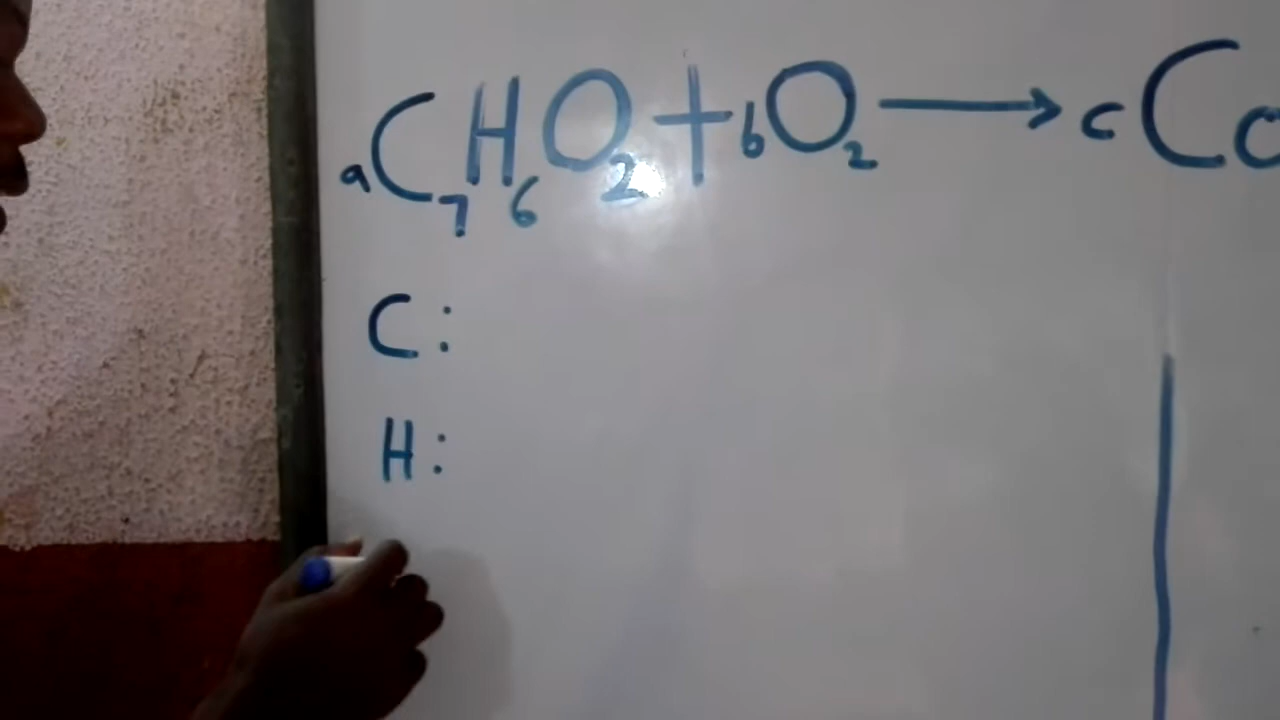 aC₇H₆O₂ + bO₂ → cCo
C:
H: